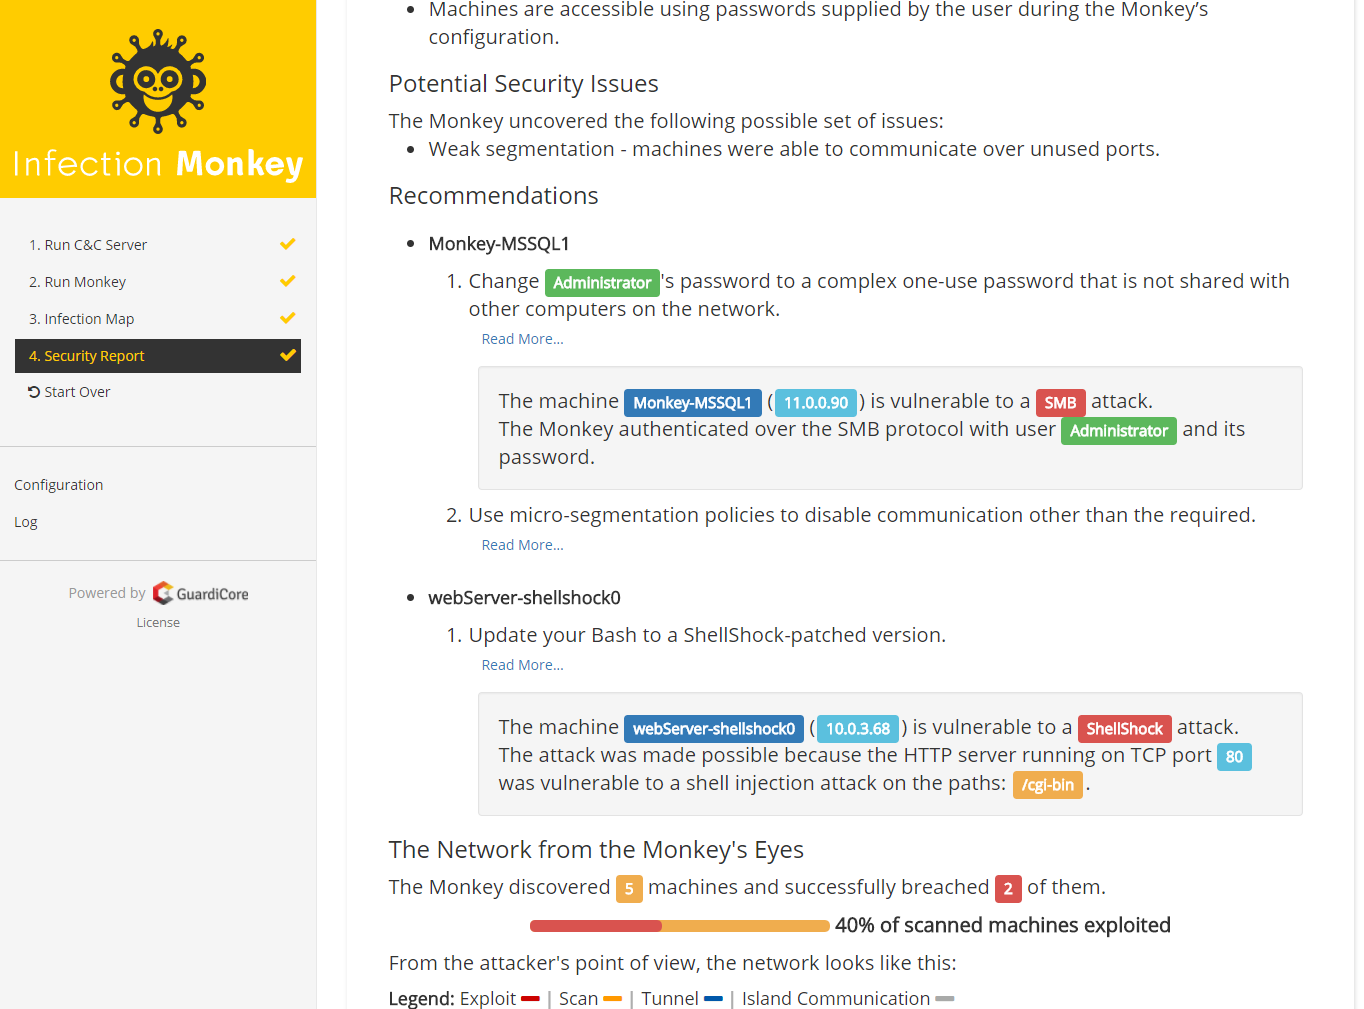 Infection Monkey
1. Run C&C Server
2. Run Monkey
3. Infection Map
4. Security Report
Start Over
Configuration
Log
Powered by GuardiCore
License
Machines are accessible using passwords supplied by the user during the Monkey’s
configuration.
Potential Security Issues
The Monkey uncovered the following possible set of issues:
Weak segmentation - machines were able to communicate over unused ports.
Recommendations
Monkey-MSSQL1
1. Change Administrator's password to a complex one-use password that is not shared with
other computers on the network.
Read More...
The machine Monkey-MSSQL1 ( 11.0.0.90 ) is vulnerable to a SMB attack.
The Monkey authenticated over the SMB protocol with user Administrator and its
password.
2. Use micro-segmentation policies to disable communication other than the required.
Read More...
webServer-shellshock0
1. Update your Bash to a ShellShock-patched version.
Read More...
The machine webServer-shellshock0 ( 10.0.3.68 ) is vulnerable to a ShellShock attack.
The attack was made possible because the HTTP server running on TCP port 80
was vulnerable to a shell injection attack on the paths: /cgi-bin .
The Network from the Monkey's Eyes
The Monkey discovered 5 machines and successfully breached 2 of them.
40% of scanned machines exploited
From the attacker's point of view, the network looks like this:
Legend: Exploit | Scan | Tunnel | Island Communication